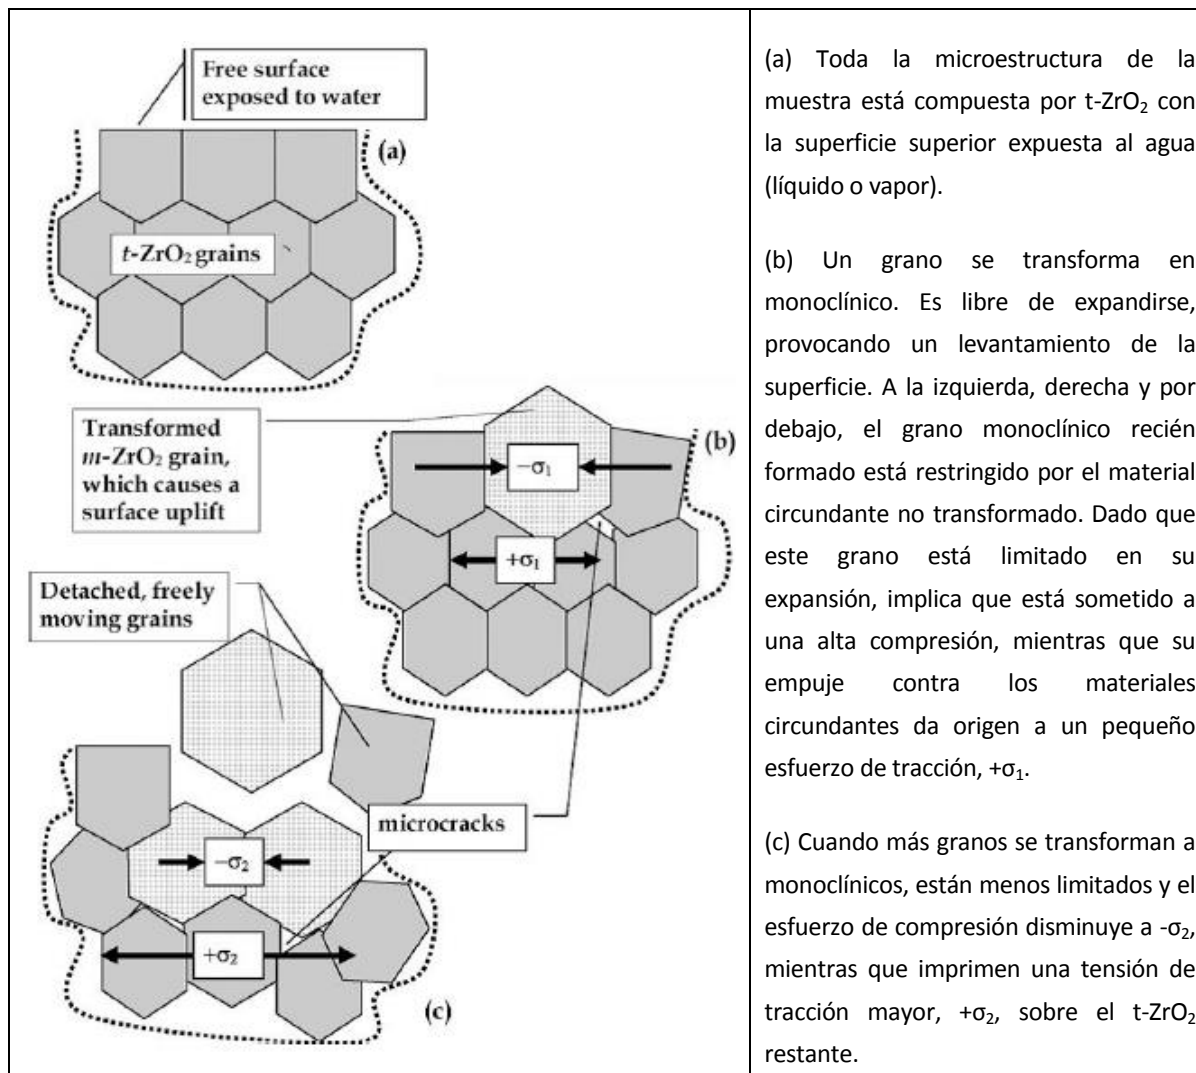 Free surface
exposed to water
(a)
t-ZrO₂ grains
Transformed
m-ZrO₂ grain,
which causes a
surface uplift
(b)
−σ₁
+σ₁
Detached, freely
moving grains
microcracks
−σ₂
+σ₂
(c)
(a) Toda la microestructura de la
muestra está compuesta por t-ZrO₂ con
la superficie superior expuesta al agua
(líquido o vapor).
(b) Un grano se transforma en
monoclínico. Es libre de expandirse,
provocando un levantamiento de la
superficie. A la izquierda, derecha y por
debajo, el grano monoclínico recién
formado está restringido por el material
circundante no transformado. Dado que
este grano está limitado en su
expansión, implica que está sometido a
una alta compresión, mientras que su
empuje contra los materiales
circundantes da origen a un pequeño
esfuerzo de tracción, +σ₁.
(c) Cuando más granos se transforman a
monoclínicos, están menos limitados y el
esfuerzo de compresión disminuye a -σ₂,
mientras que imprimen una tensión de
tracción mayor, +σ₂, sobre el t-ZrO₂
restante.